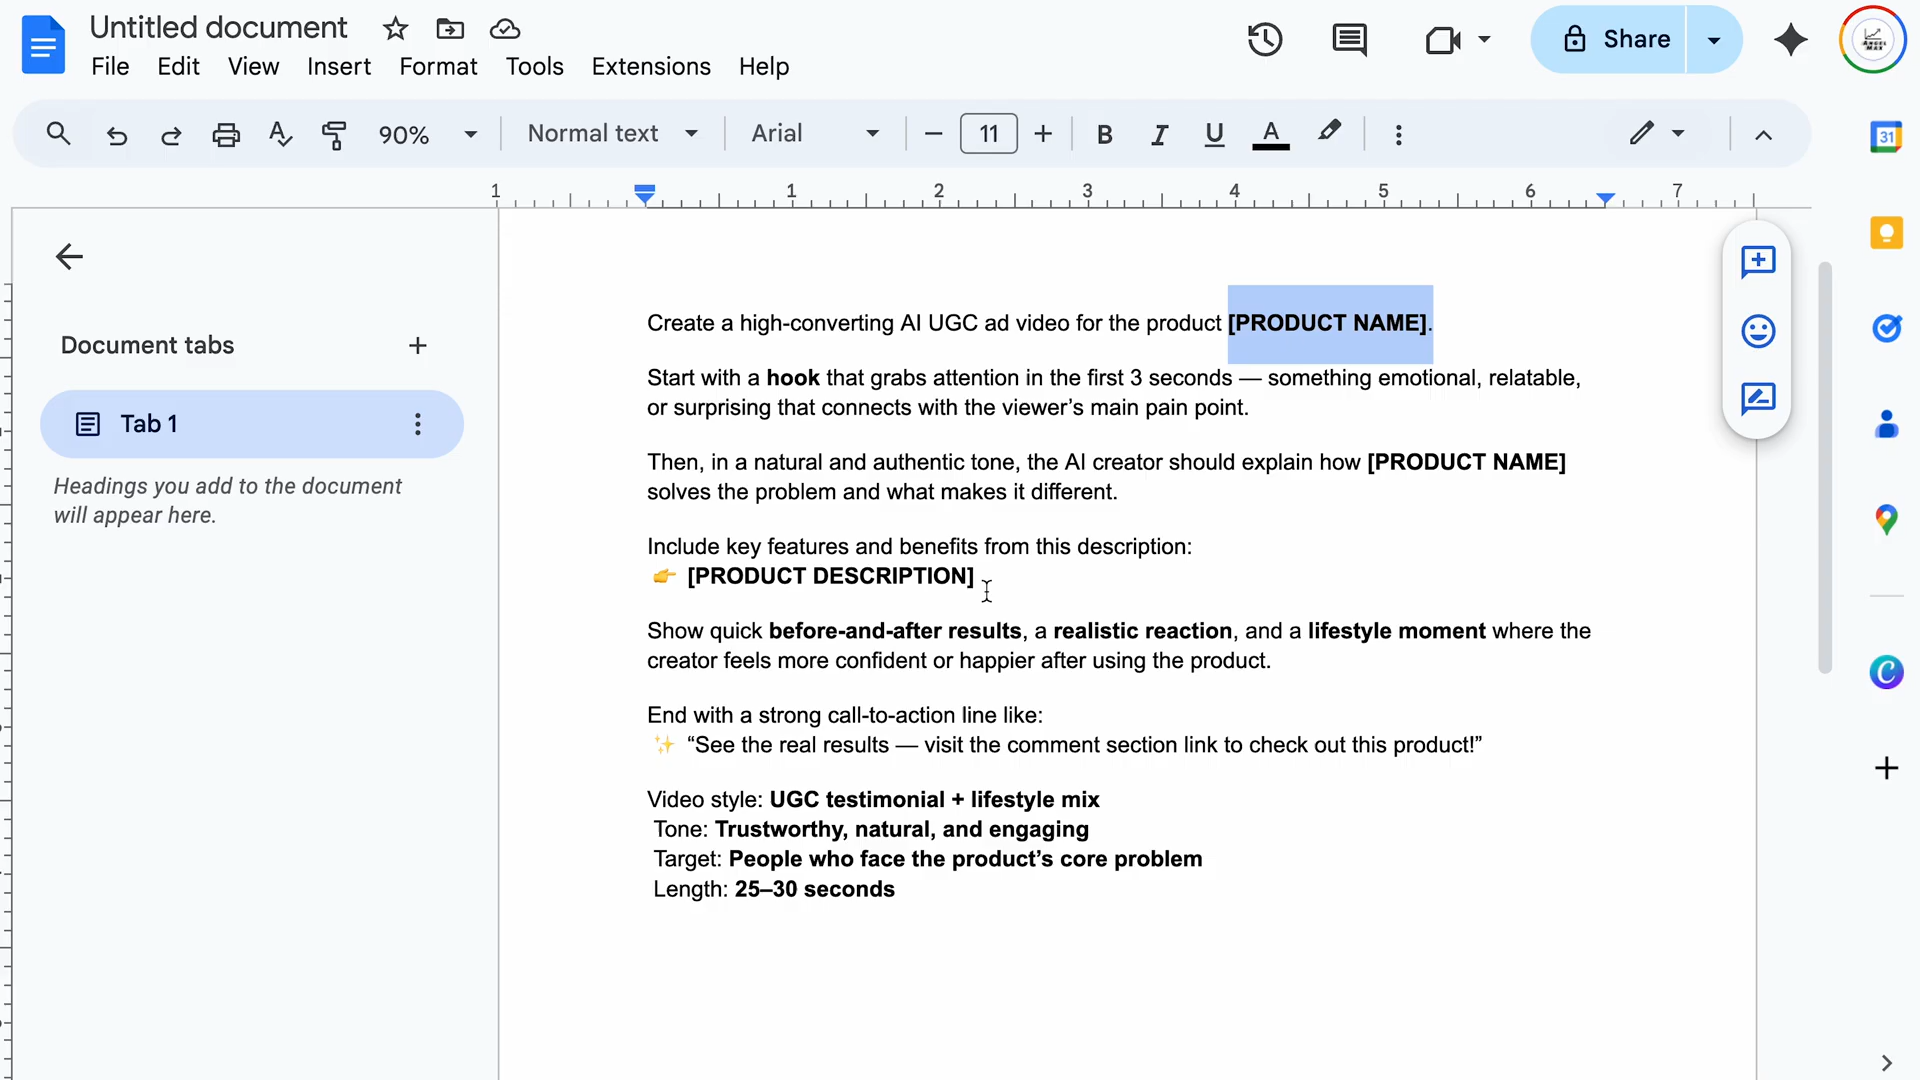 Untitled document
File Edit View Insert Format Tools Extensions Help
Share
90% Normal text Arial 11 B I U A
31
1 1 2 3 4 5 6 7
Document tabs
Tab 1
Headings you add to the document
will appear here.
Create a high-converting AI UGC ad video for the product [PRODUCT NAME].
Start with a hook that grabs attention in the first 3 seconds — something emotional, relatable,
or surprising that connects with the viewer’s main pain point.
Then, in a natural and authentic tone, the AI creator should explain how [PRODUCT NAME]
solves the problem and what makes it different.
Include key features and benefits from this description:
👉 [PRODUCT DESCRIPTION]
Show quick before-and-after results, a realistic reaction, and a lifestyle moment where the
creator feels more confident or happier after using the product.
End with a strong call-to-action line like:
✨ “See the real results — visit the comment section link to check out this product!”
Video style: UGC testimonial + lifestyle mix
Tone: Trustworthy, natural, and engaging
Target: People who face the product’s core problem
Length: 25–30 seconds